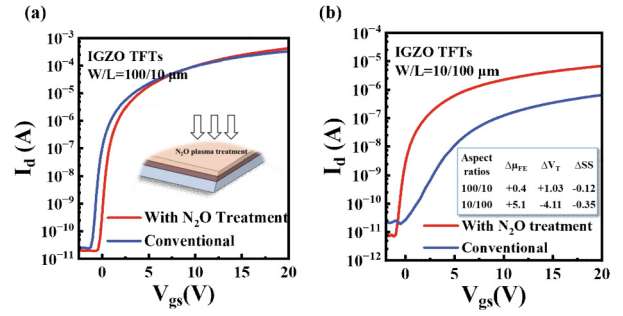 (a)
10⁻³
10⁻⁴
10⁻⁵
10⁻⁶
10⁻⁷
10⁻⁸
10⁻⁹
10⁻¹⁰
10⁻¹¹
I_d (A)
IGZO TFTs
W/L=100/10 μm
N₂O plasma treatment
With N₂O Treatment
Conventional
0 5 10 15 20
V_gs(V)
(b)
10⁻⁴
10⁻⁵
10⁻⁶
10⁻⁷
10⁻⁸
10⁻⁹
10⁻¹⁰
10⁻¹¹
10⁻¹²
I_d (A)
IGZO TFTs
W/L=10/100 μm
Aspect ΔμFE ΔV_T ΔSS
ratios
100/10 +0.4 +1.03 -0.12
10/100 +5.1 -4.11 -0.35
With N₂O treatment
Conventional
0 5 10 15 20
V_gs(V)